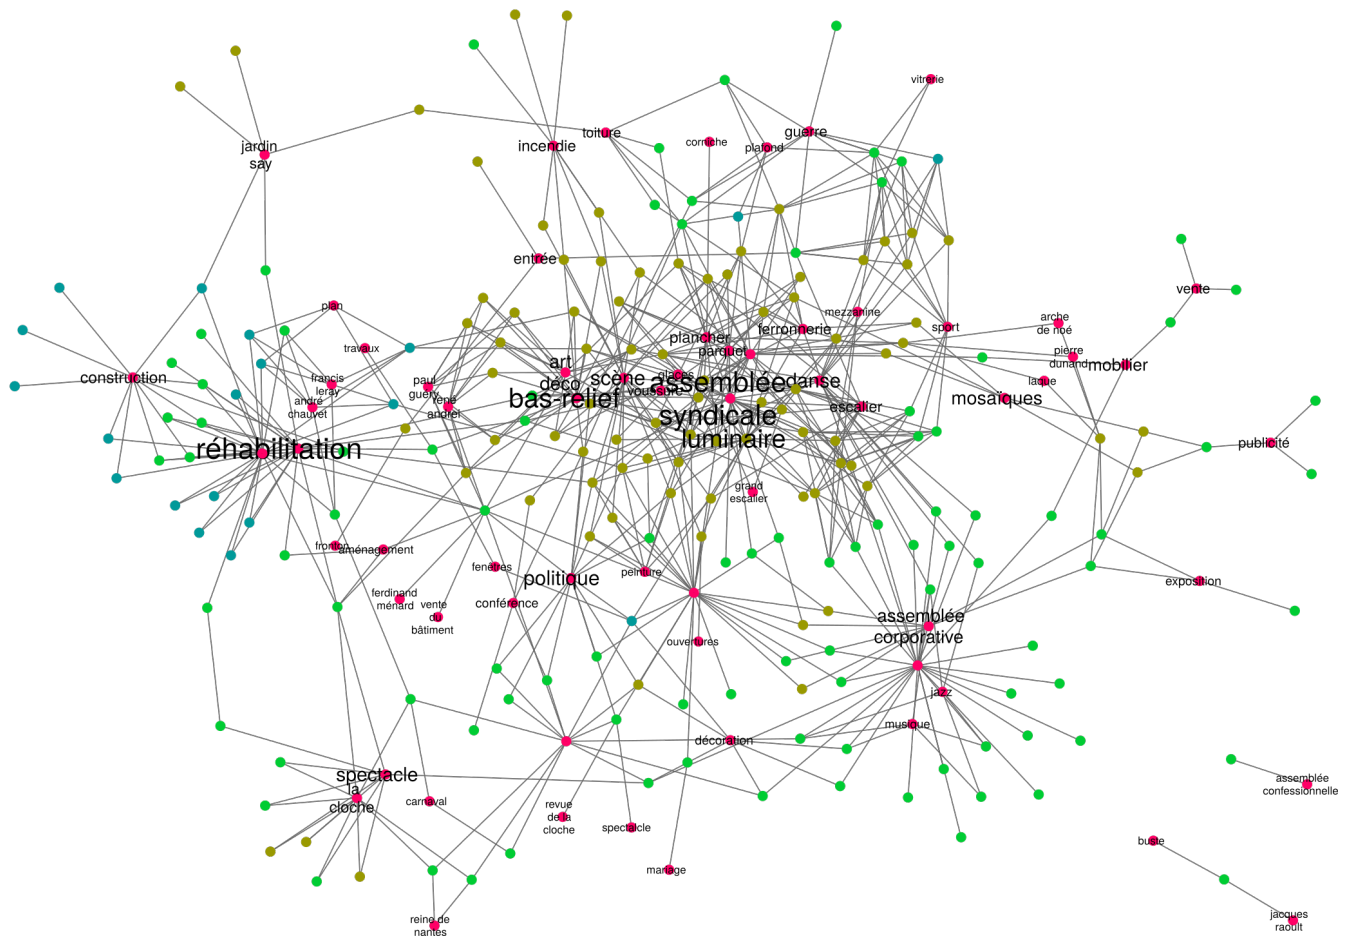 vitrerie
toiture
guerre
corniche
plafond
incendie
jardin
say
entrée
vente
plan
mezzanine
arche
de noé
sport
ferronnerie
plancher
parquet
travaux
pierre
dunand
mobilier
art
déco
scène
glaces
assemblée
danse
voussure
construction
francis
leray
paul
guery
laque
bas-relief
mosaïques
andré
chauvet
rené
andrei
escalier
syndicale
luminaire
réhabilitation
publicité
grand
escalier
fronton
aménagement
fenêtres
politique
peinture
exposition
ferdinand
ménard
vente
du
bâtiment
conférence
assemblée
corporative
ouvertures
jazz
musique
décoration
spectacle
la
cloche
carnaval
revue
de la
cloche
spectalcle
assemblée
confessionnelle
mariage
buste
reine de
nantes
jacques
raoult